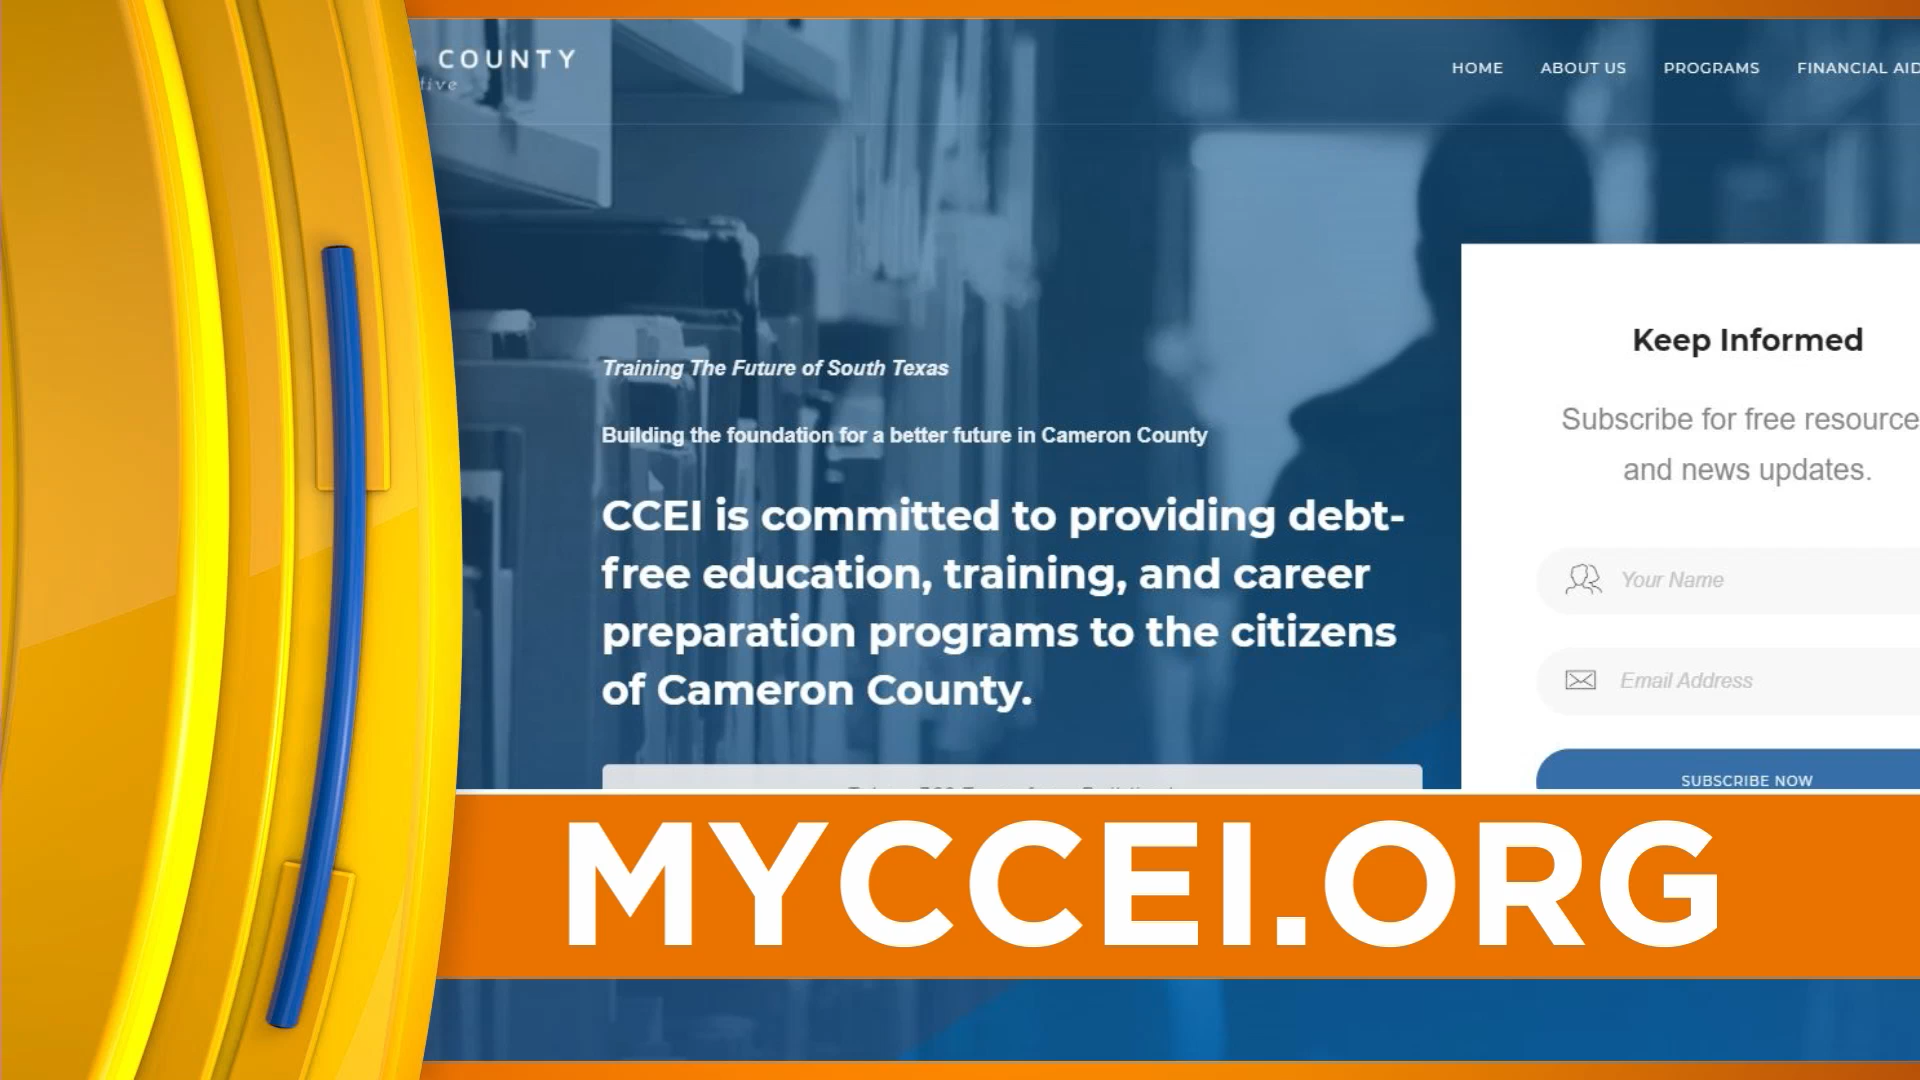 COUNTY
HOME ABOUT US PROGRAMS FINANCIAL AID
Training The Future of South Texas
Building the foundation for a better future in Cameron County
CCEI is committed to providing debt-
free education, training, and career
preparation programs to the citizens
of Cameron County.
Keep Informed
Subscribe for free resource
and news updates.
Your Name
Email Address
SUBSCRIBE NOW
MYCCEI.ORG